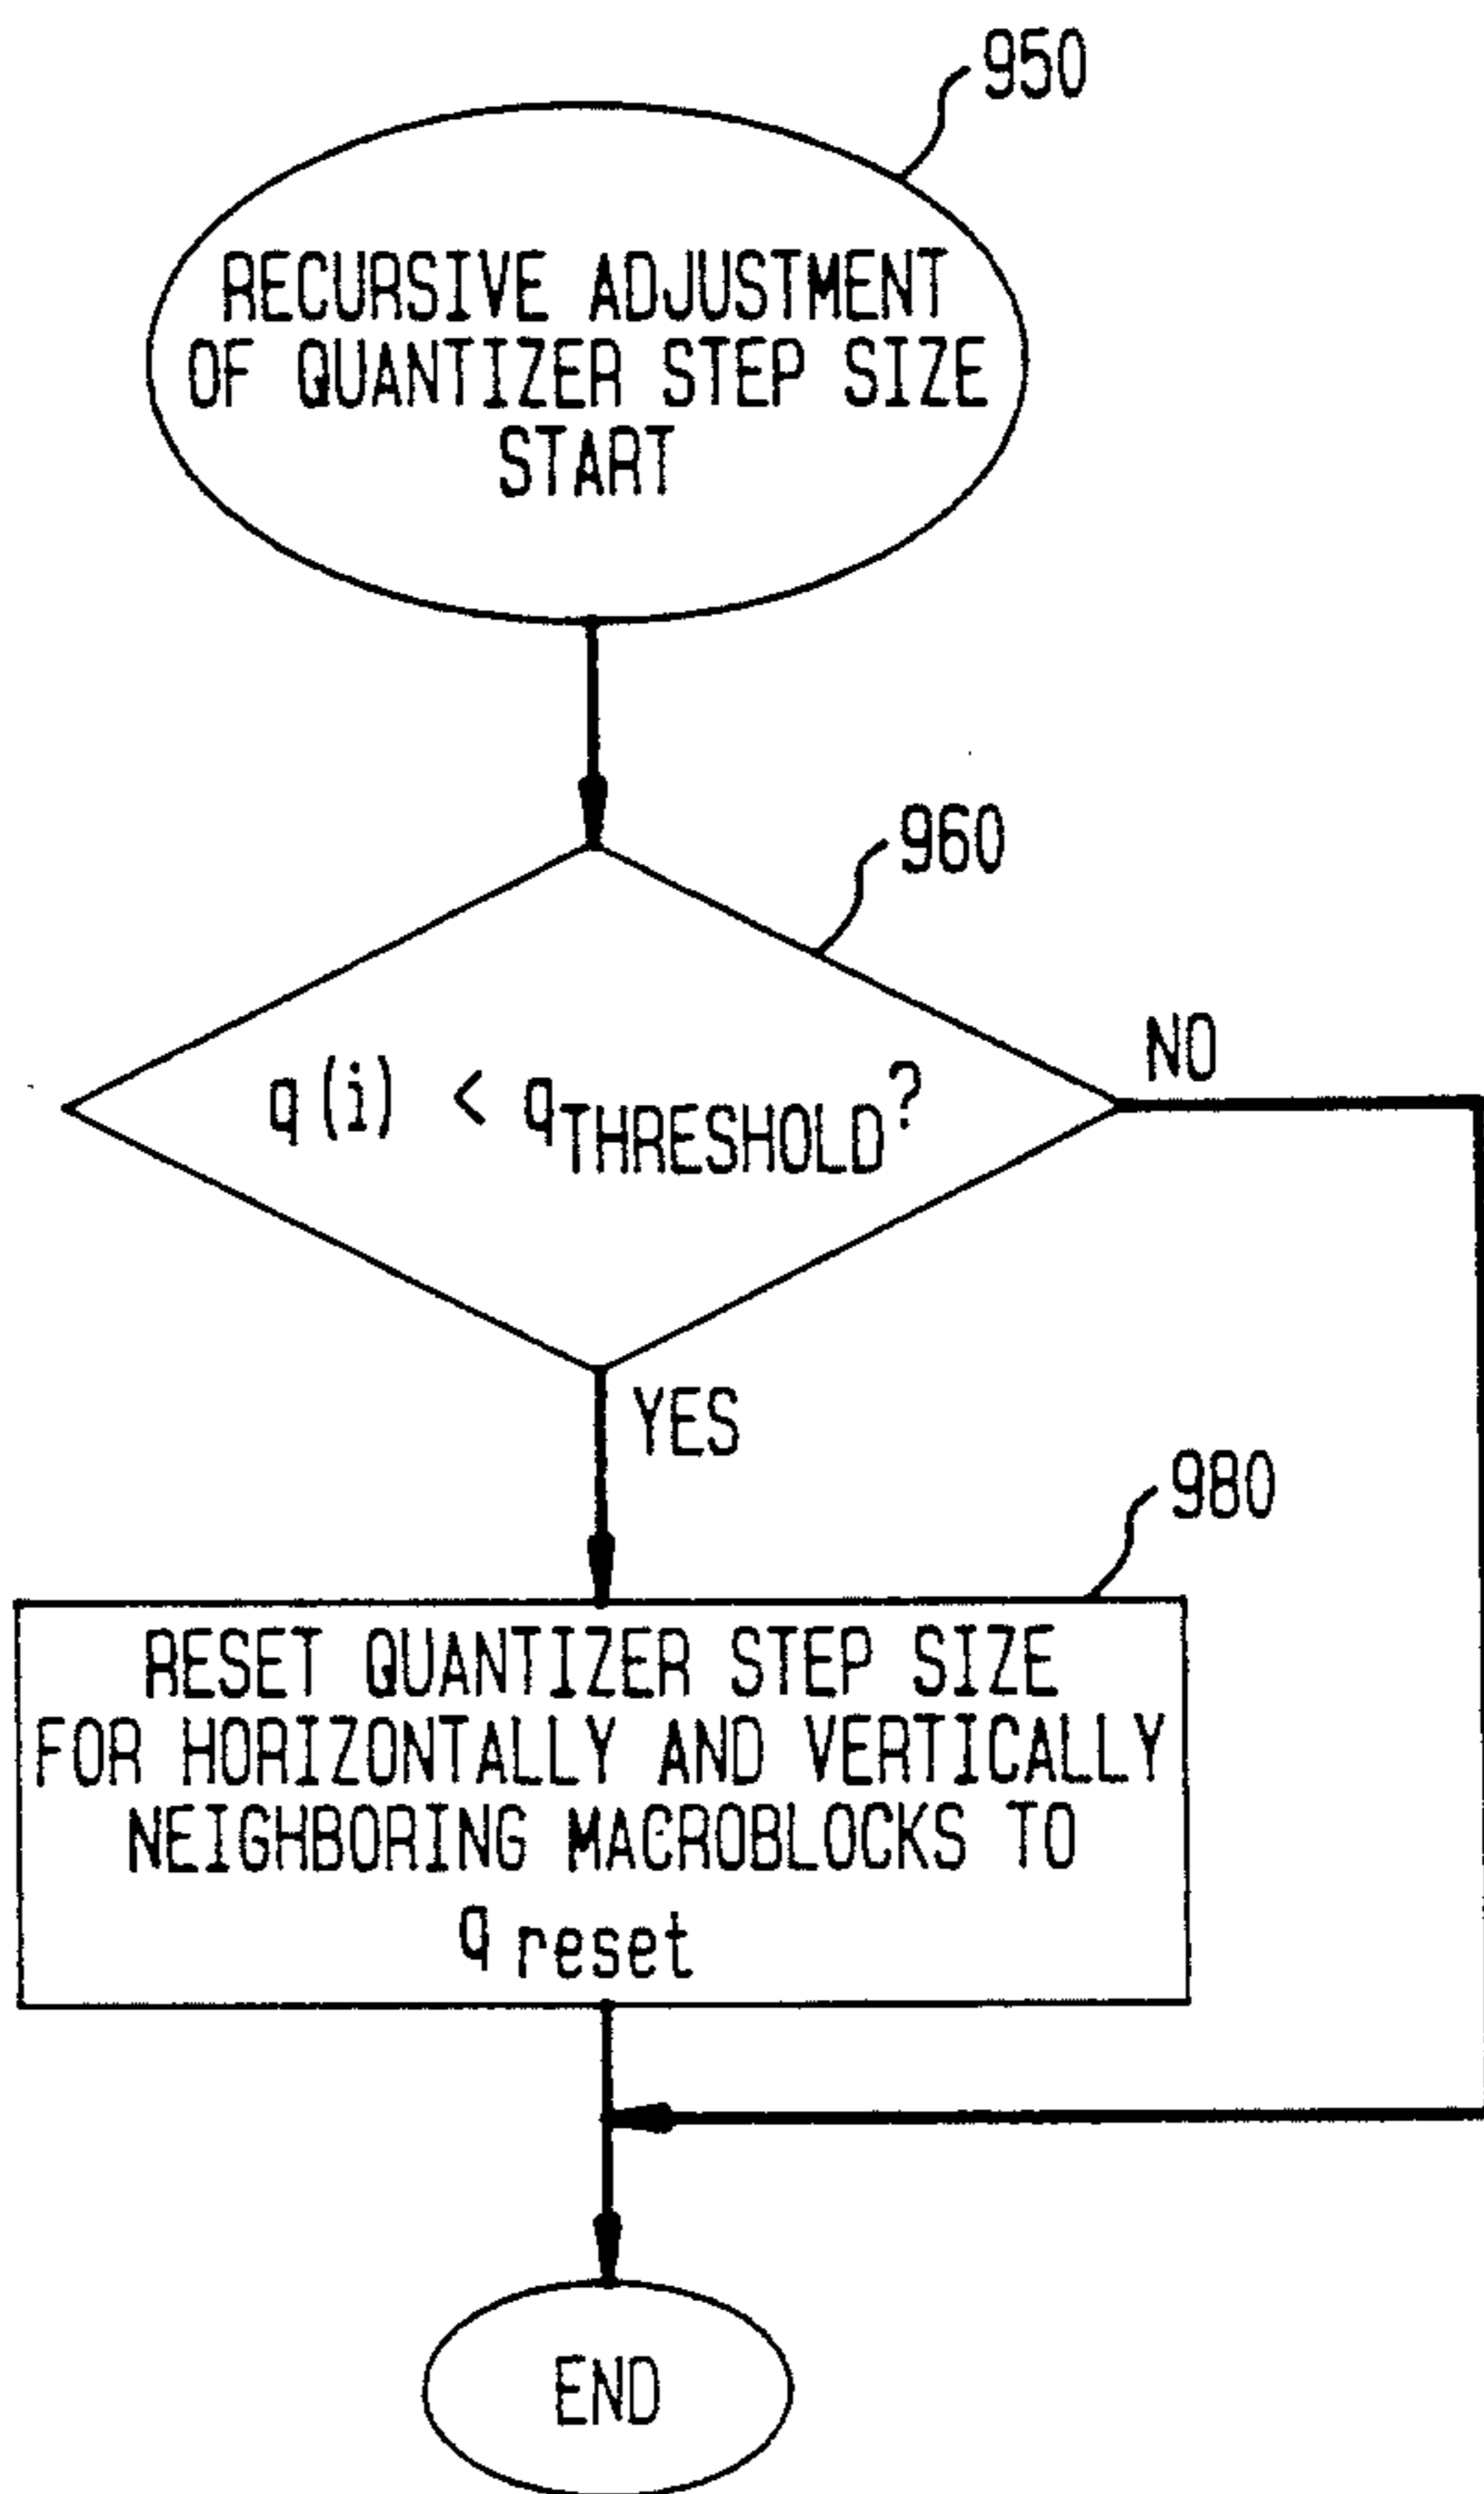 950
RECURSIVE ADJUSTMENT
OF QUANTIZER STEP SIZE
START
960
q(i) < qTHRESHOLD?
NO
YES
980
RESET QUANTIZER STEP SIZE
FOR HORIZONTALLY AND VERTICALLY
NEIGHBORING MACROBLOCKS TO
q reset
END